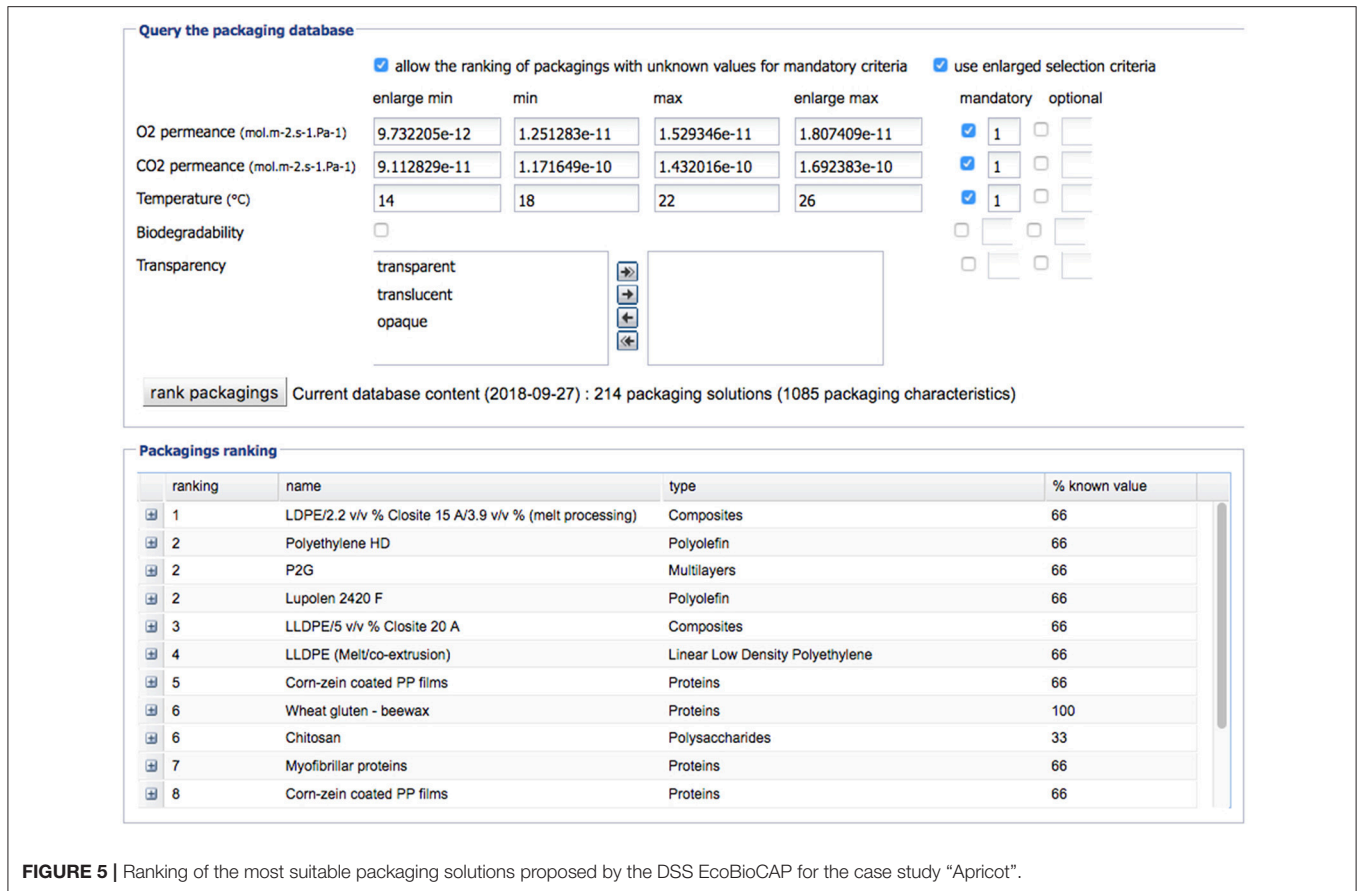 Query the packaging database
allow the ranking of packagings with unknown values for mandatory criteria use enlarged selection criteria
enlarge min min max enlarge max mandatory optional
O2 permeance (mol.m-2.s-1.Pa-1) 9.732205e-12 1.251283e-11 1.529346e-11 1.807409e-11 1
CO2 permeance (mol.m-2.s-1.Pa-1) 9.112829e-11 1.171649e-10 1.432016e-10 1.692383e-10 1
Temperature (°C) 14 18 22 26 1
Biodegradability
Transparency transparent
translucent
opaque
rank packagings Current database content (2018-09-27) : 214 packaging solutions (1085 packaging characteristics)
Packagings ranking
ranking name type % known value
1 LDPE/2.2 v/v % Closite 15 A/3.9 v/v % (melt processing) Composites 66
2 Polyethylene HD Polyolefin 66
2 P2G Multilayers 66
2 Lupolen 2420 F Polyolefin 66
3 LLDPE/5 v/v % Closite 20 A Composites 66
4 LLDPE (Melt/co-extrusion) Linear Low Density Polyethylene 66
5 Corn-zein coated PP films Proteins 66
6 Wheat gluten - beewax Proteins 100
6 Chitosan Polysaccharides 33
7 Myofibrillar proteins Proteins 66
8 Corn-zein coated PP films Proteins 66
FIGURE 5 | Ranking of the most suitable packaging solutions proposed by the DSS EcoBioCAP for the case study “Apricot”.